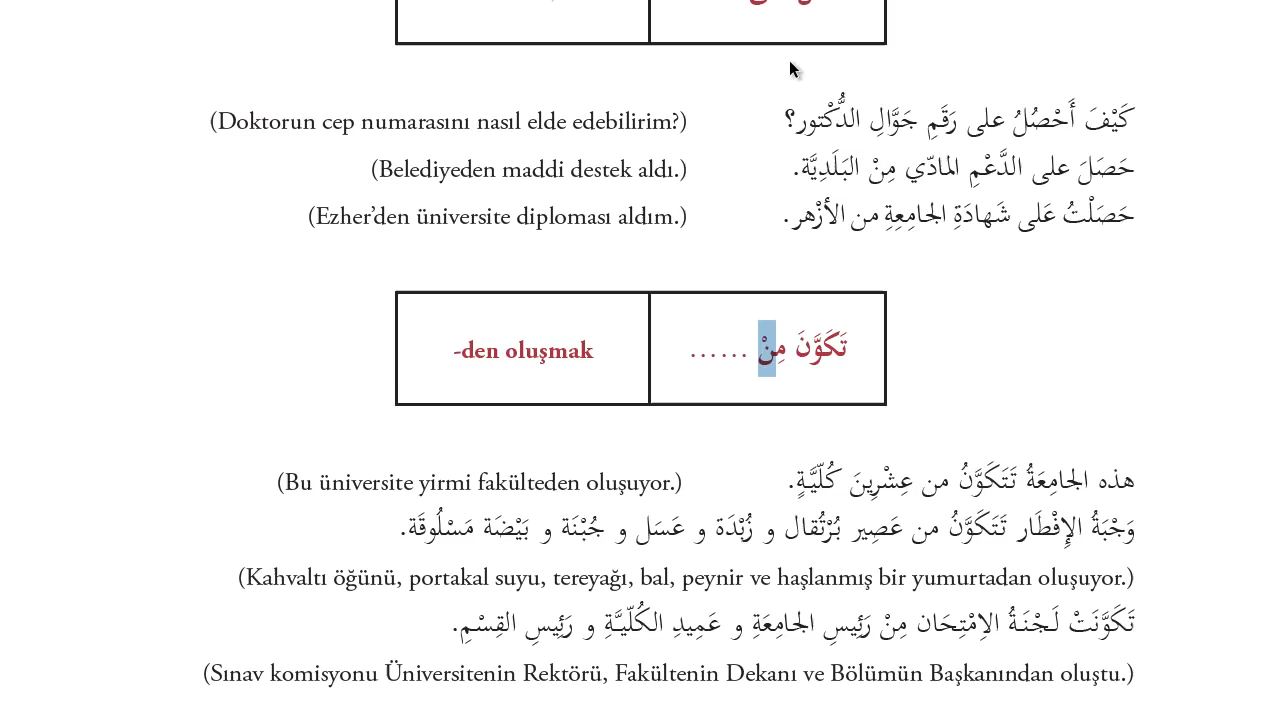 كَيْفَ أَحْصُلُ على رَقَمِ جَوَّالِ الدُّكْتور؟ (Doktorun cep numarasını nasıl elde edebilirim?)
حَصَلَ على الدَّعْمِ المادّي مِنْ البَلَدِيَّة. (Belediyeden maddi destek aldı.)
حَصَلْتُ عَلى شَهادَةِ الجامِعِةِ من الأزْهر. (Ezher’den üniversite diploması aldım.)
تَكَوَّنَ مِنْ ...... -den oluşmak
هذه الجامِعَةُ تَتَكَوَّنُ من عِشْرِينَ كُلّيَّةٍ. (Bu üniversite yirmi fakülteden oluşuyor.)
وَجْبَةُ الإِفْطَار تَتَكَوَّنُ من عَصِير بُرْتُقال و زُبْدَة و عَسَل و جُبْنَة و بَيْضَة مَسْلُوقَة.
(Kahvaltı öğünü, portakal suyu, tereyağı, bal, peynir ve haşlanmış bir yumurtadan oluşuyor.)
تَكَوَّنَتْ لَجْنَةُ الاِمْتِحَان مِنْ رَئِيسِ الجامِعَةِ و عَمِيدِ الكُلّيَّةِ و رَئِيسِ القِسْمِ.
(Sınav komisyonu Üniversitenin Rektörü, Fakültenin Dekanı ve Bölümün Başkanından oluştu.)